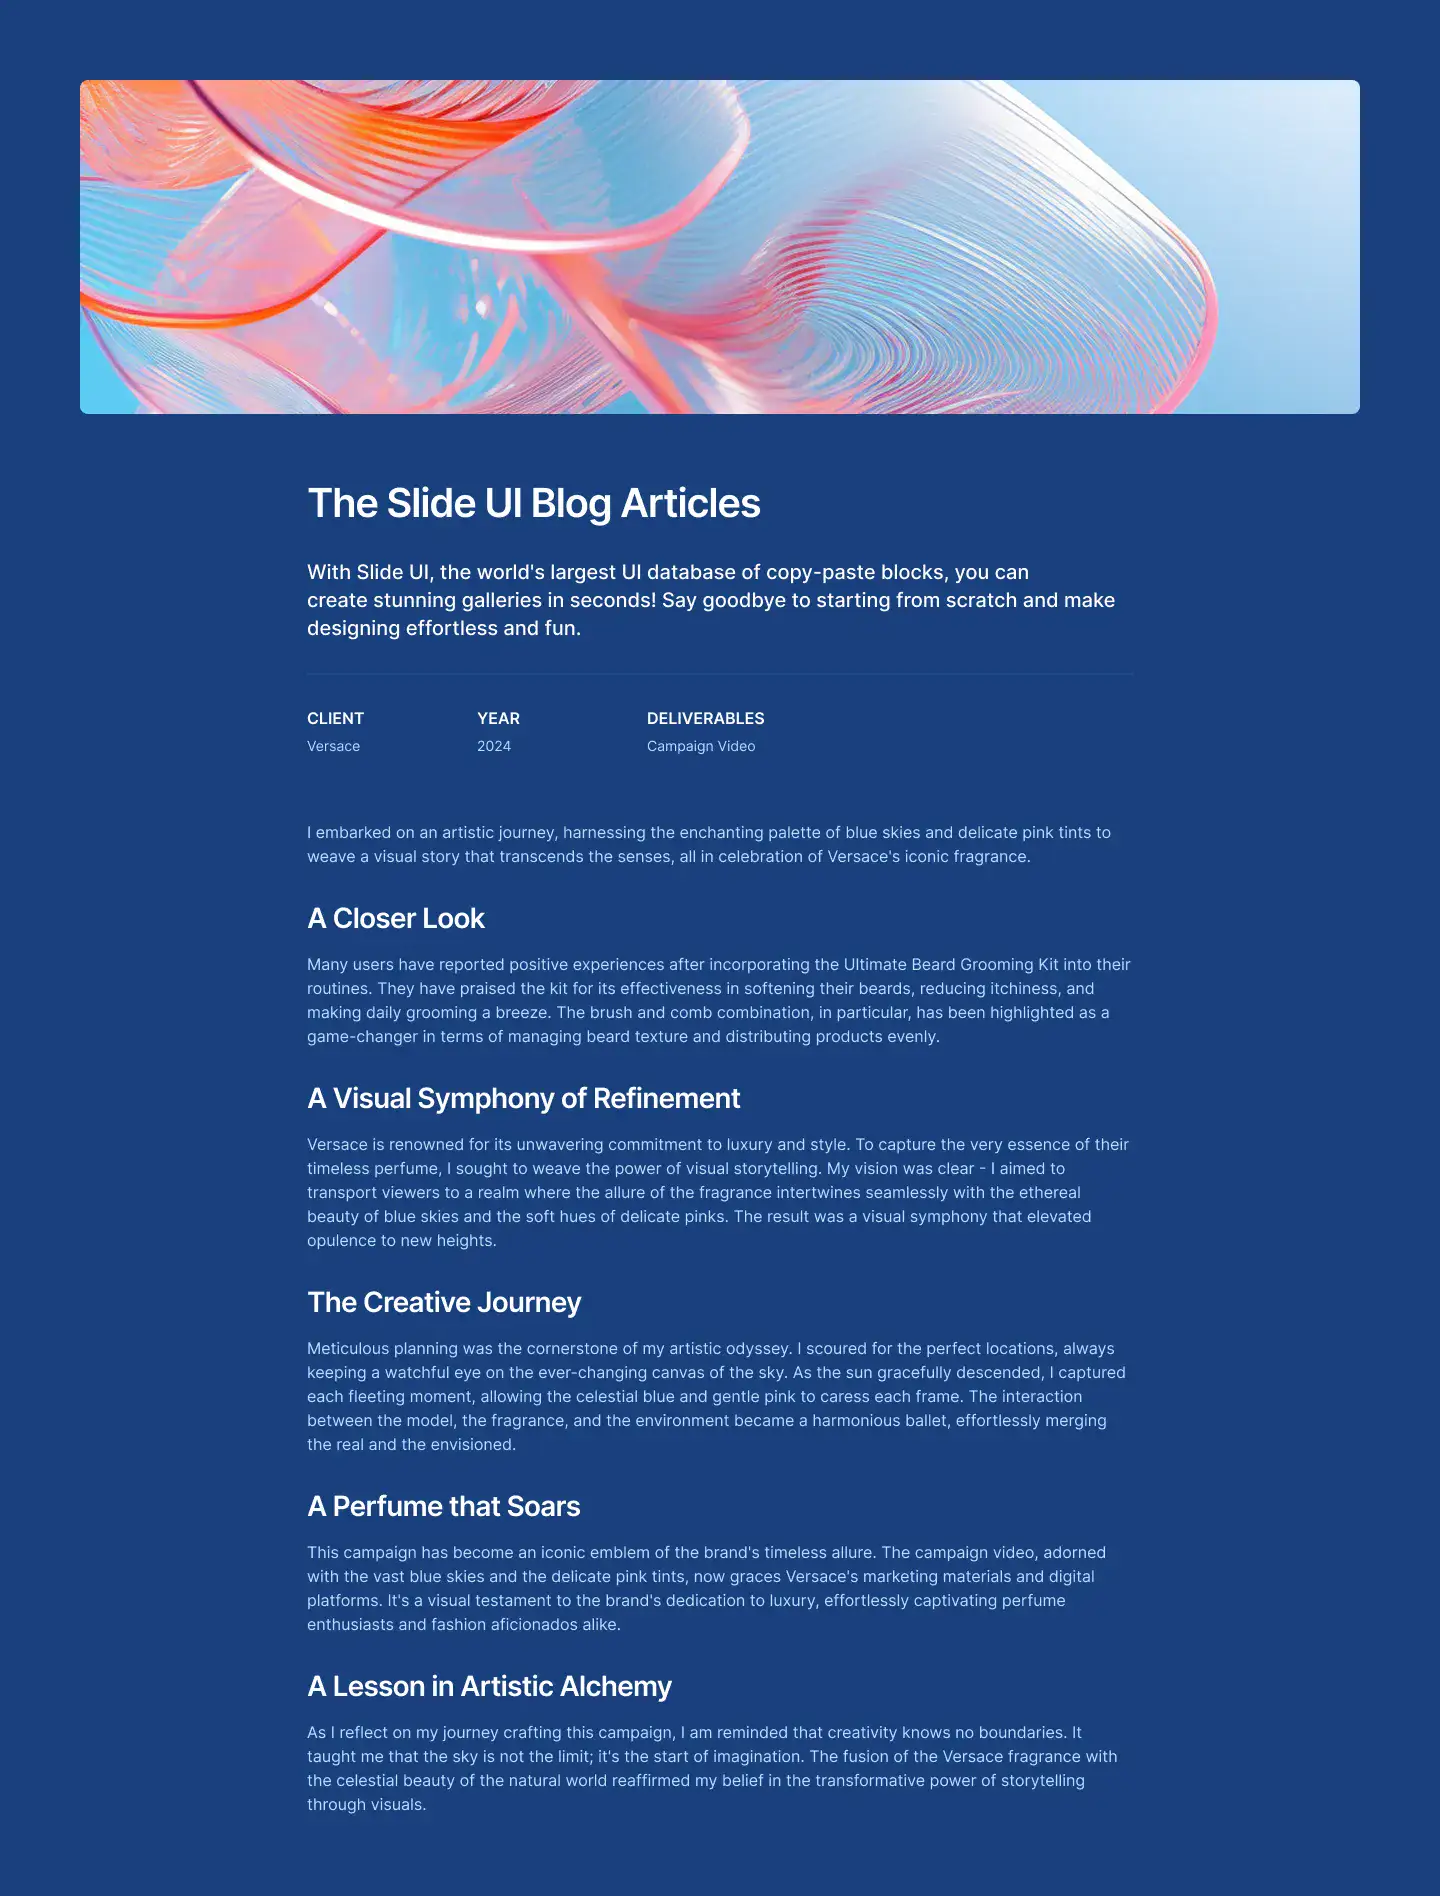 The Slide UI Blog Articles
With Slide UI, the world's largest UI database of copy-paste blocks, you can
create stunning galleries in seconds! Say goodbye to starting from scratch and make
designing effortless and fun.
CLIENT YEAR DELIVERABLES
Versace 2024 Campaign Video
I embarked on an artistic journey, harnessing the enchanting palette of blue skies and delicate pink tints to
weave a visual story that transcends the senses, all in celebration of Versace's iconic fragrance.
A Closer Look
Many users have reported positive experiences after incorporating the Ultimate Beard Grooming Kit into their
routines. They have praised the kit for its effectiveness in softening their beards, reducing itchiness, and
making daily grooming a breeze. The brush and comb combination, in particular, has been highlighted as a
game-changer in terms of managing beard texture and distributing products evenly.
A Visual Symphony of Refinement
Versace is renowned for its unwavering commitment to luxury and style. To capture the very essence of their
timeless perfume, I sought to weave the power of visual storytelling. My vision was clear - I aimed to
transport viewers to a realm where the allure of the fragrance intertwines seamlessly with the ethereal
beauty of blue skies and the soft hues of delicate pinks. The result was a visual symphony that elevated
opulence to new heights.
The Creative Journey
Meticulous planning was the cornerstone of my artistic odyssey. I scoured for the perfect locations, always
keeping a watchful eye on the ever-changing canvas of the sky. As the sun gracefully descended, I captured
each fleeting moment, allowing the celestial blue and gentle pink to caress each frame. The interaction
between the model, the fragrance, and the environment became a harmonious ballet, effortlessly merging
the real and the envisioned.
A Perfume that Soars
This campaign has become an iconic emblem of the brand's timeless allure. The campaign video, adorned
with the vast blue skies and the delicate pink tints, now graces Versace's marketing materials and digital
platforms. It's a visual testament to the brand's dedication to luxury, effortlessly captivating perfume
enthusiasts and fashion aficionados alike.
A Lesson in Artistic Alchemy
As I reflect on my journey crafting this campaign, I am reminded that creativity knows no boundaries. It
taught me that the sky is not the limit; it's the start of imagination. The fusion of the Versace fragrance with
the celestial beauty of the natural world reaffirmed my belief in the transformative power of storytelling
through visuals.